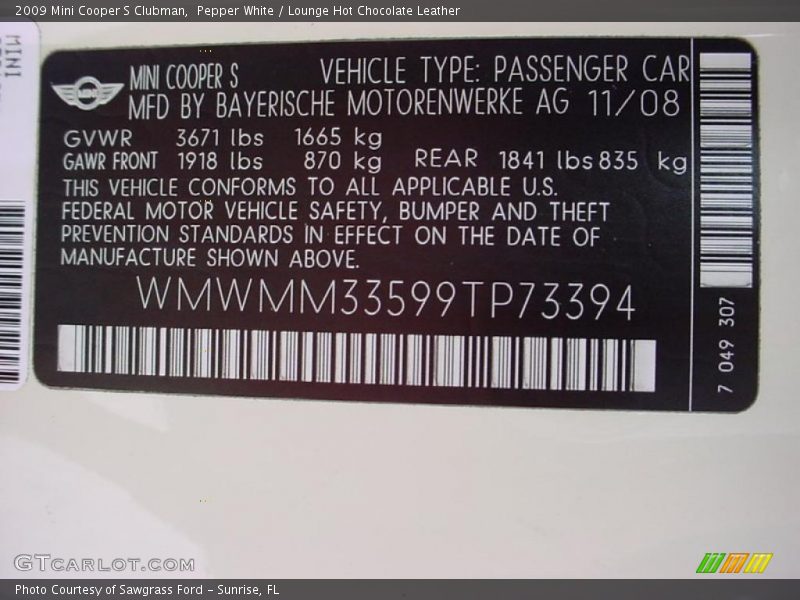 2009 Mini Cooper S Clubman, Pepper White / Lounge Hot Chocolate Leather
MINI
MINI COOPER S VEHICLE TYPE: PASSENGER CAR
MFD BY BAYERISCHE MOTORENWERKE AG 11/08
GVWR 3671 lbs 1665 kg
GAWR FRONT 1918 lbs 870 kg REAR 1841 lbs 835 kg
THIS VEHICLE CONFORMS TO ALL APPLICABLE U.S.
FEDERAL MOTOR VEHICLE SAFETY, BUMPER AND THEFT
PREVENTION STANDARDS IN EFFECT ON THE DATE OF
MANUFACTURE SHOWN ABOVE.
WMWMM33599TP73394
7 049 307
GTCARLOT.COM
Photo Courtesy of Sawgrass Ford - Sunrise, FL